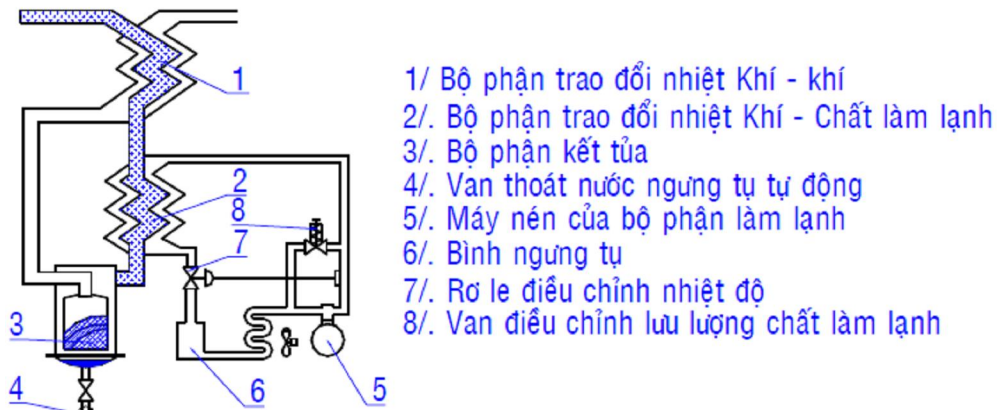 1
2
8
7
3
4
6
5
1/ Bộ phận trao đổi nhiệt Khí - khí
2/. Bộ phận trao đổi nhiệt Khí - Chất làm lạnh
3/. Bộ phận kết tủa
4/. Van thoát nước ngưng tụ tự động
5/. Máy nén của bộ phận làm lạnh
6/. Bình ngưng tụ
7/. Rơ le điều chỉnh nhiệt độ
8/. Van điều chỉnh lưu lượng chất làm lạnh